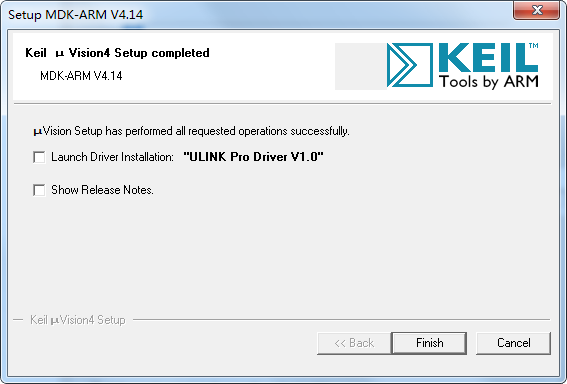 Setup MDK-ARM V4.14
Keil μVision4 Setup completed
MDK-ARM V4.14
KEIL™
Tools by ARM
μVision Setup has performed all requested operations successfully.
Launch Driver Installation: "ULINK Pro Driver V1.0"
Show Release Notes.
Keil μVision4 Setup
<< Back
Finish
Cancel